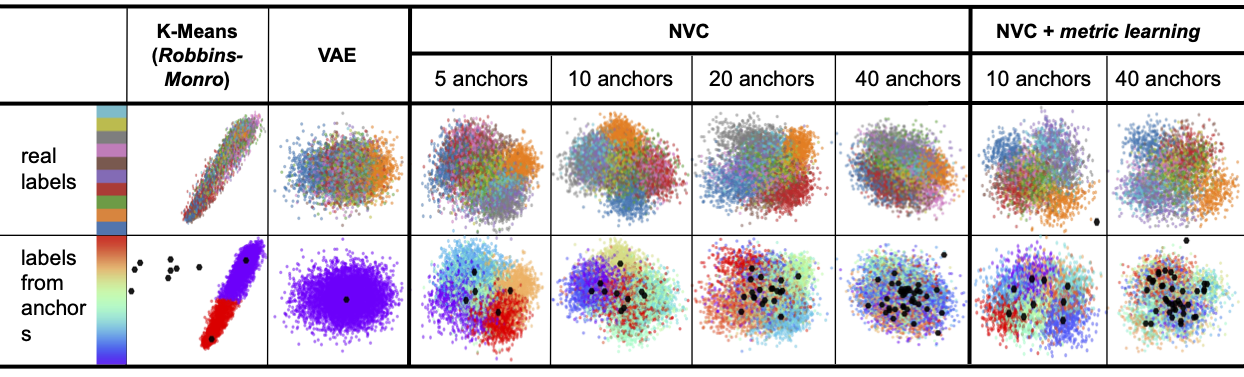 K-Means
(Robbins-
Monro)
VAE
NVC
NVC + metric learning
5 anchors
10 anchors
20 anchors
40 anchors
10 anchors
40 anchors
real
labels
labels
from
anchor
s